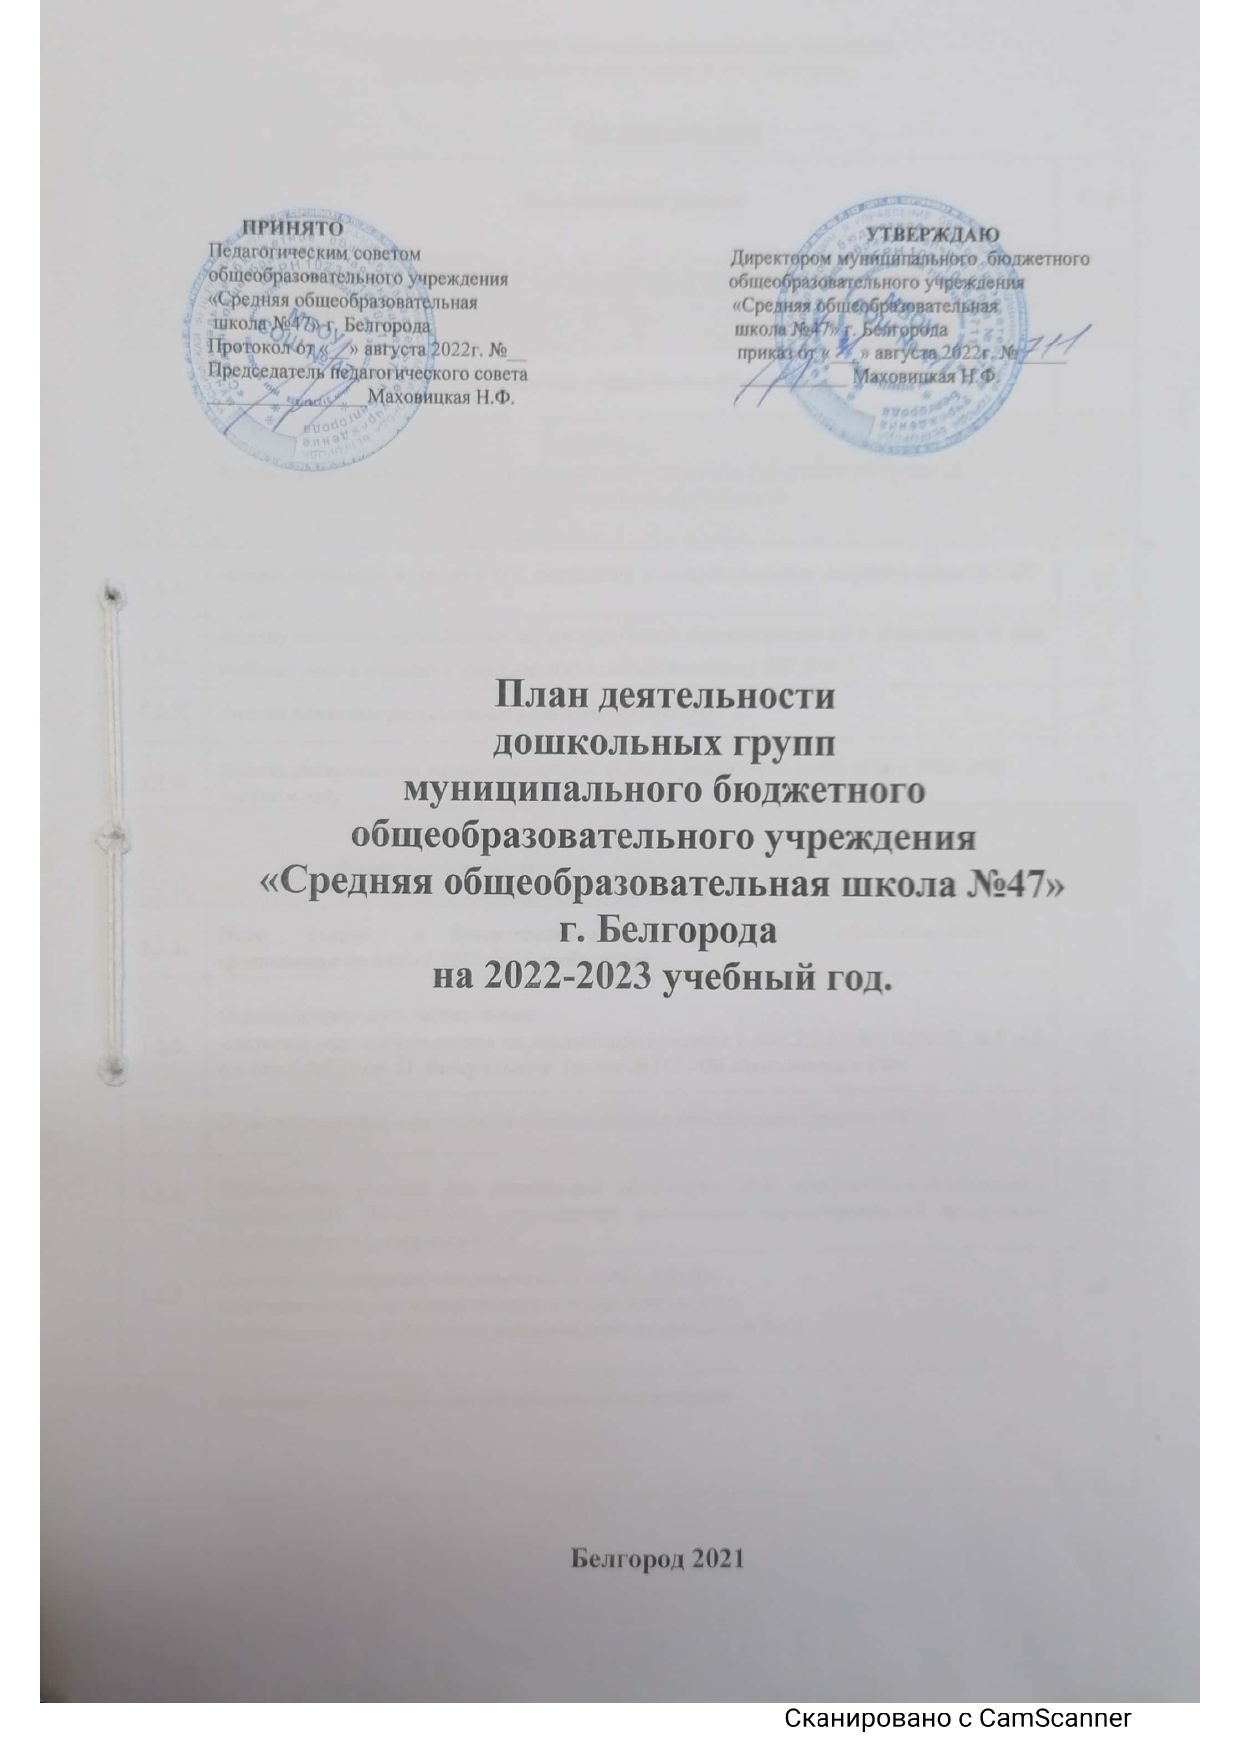 ПРИНЯТО
Педагогическим советом
общеобразовательного учреждения
«Средняя общеобразовательная
школа №47» г. Белгорода
Протокол от «__» августа 2022г. №__
Председатель педагогического совета
Маховицкая Н.Ф.
УТВЕРЖДАЮ
Директором муниципального бюджетного
общеобразовательного учреждения
«Средняя общеобразовательная
школа №47» г. Белгорода
приказ от «__» августа 2022г. №
Маховицкая Н.Ф.
План деятельности
дошкольных групп
муниципального бюджетного
общеобразовательного учреждения
«Средняя общеобразовательная школа №47»
г. Белгорода
на 2022-2023 учебный год.
Белгород 2021
Сканировано с CamScanner